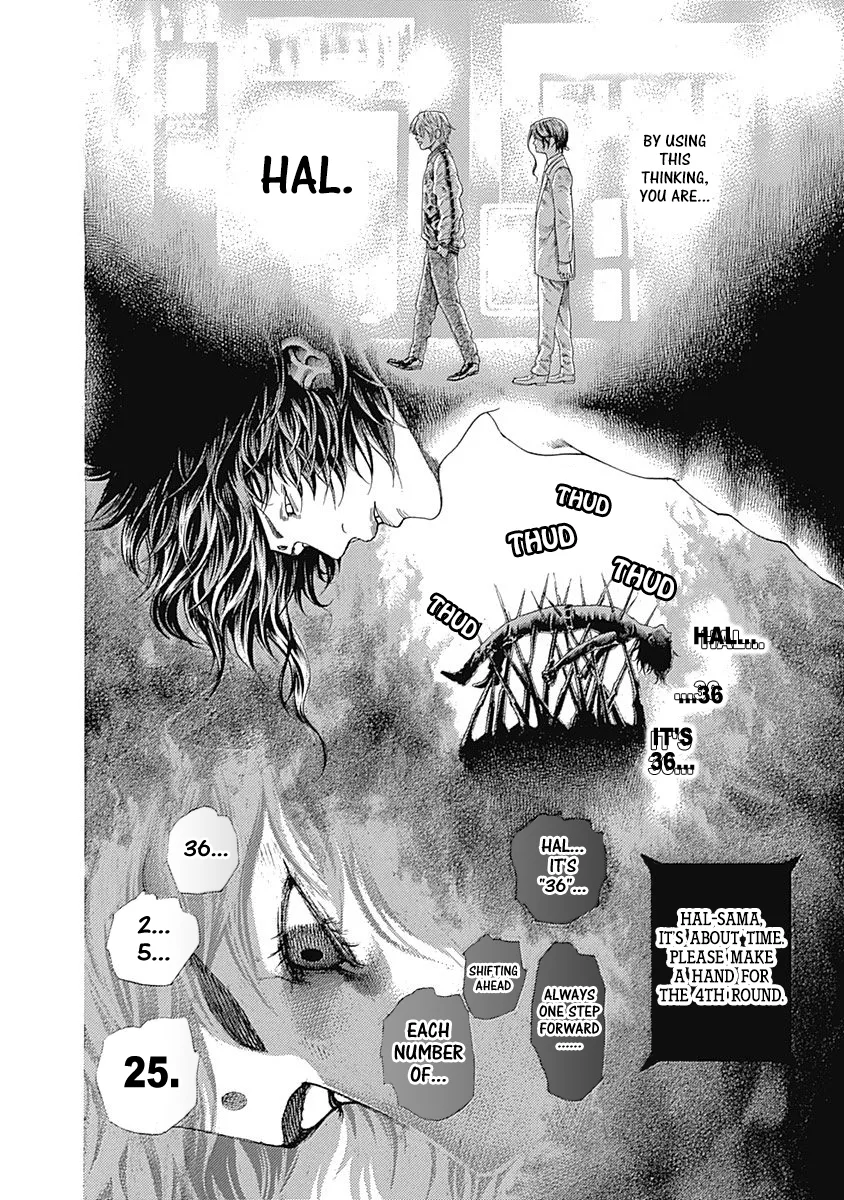 BY USING
THIS
THINKING,
YOU ARE...
HAL.
THUD
THUD
THUD
THUD
HAL...
...36
IT'S
36...
HAL-SAMA,
IT'S ABOUT TIME.
PLEASE MAKE
A HAND FOR
THE 4TH ROUND.
HAL...
IT'S
"36"...
ALWAYS
ONE STEP
FORWARD
......
SHIFTING
AHEAD
EACH
NUMBER
OF...
36...
2...
5...
25.